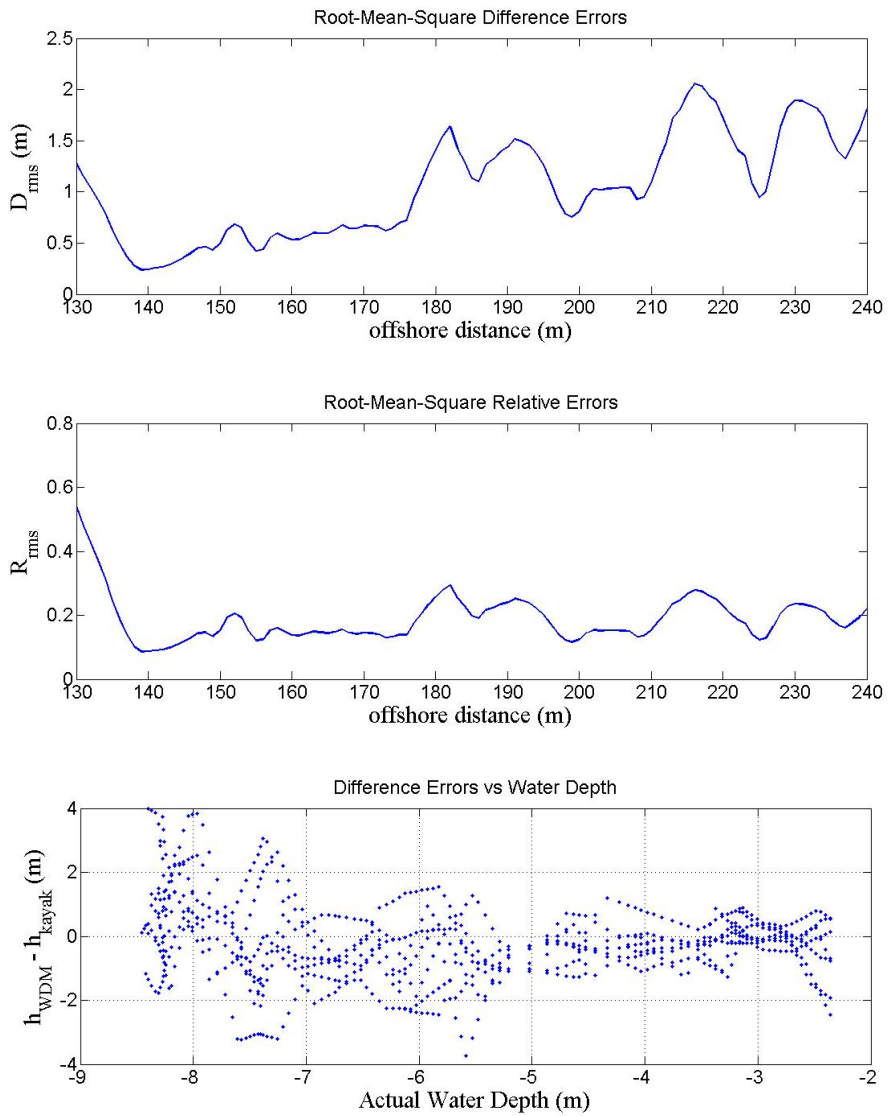 Root-Mean-Square Difference Errors
2.5
2
1.5
1
0.5
0
D_rms (m)
130 140 150 160 170 180 190 200 210 220 230 240
offshore distance (m)
Root-Mean-Square Relative Errors
0.8
0.6
0.4
0.2
0
R_rms
130 140 150 160 170 180 190 200 210 220 230 240
offshore distance (m)
Difference Errors vs Water Depth
4
2
0
-2
-4
h_WDM - h_kayak (m)
-9 -8 -7 -6 -5 -4 -3 -2
Actual Water Depth (m)